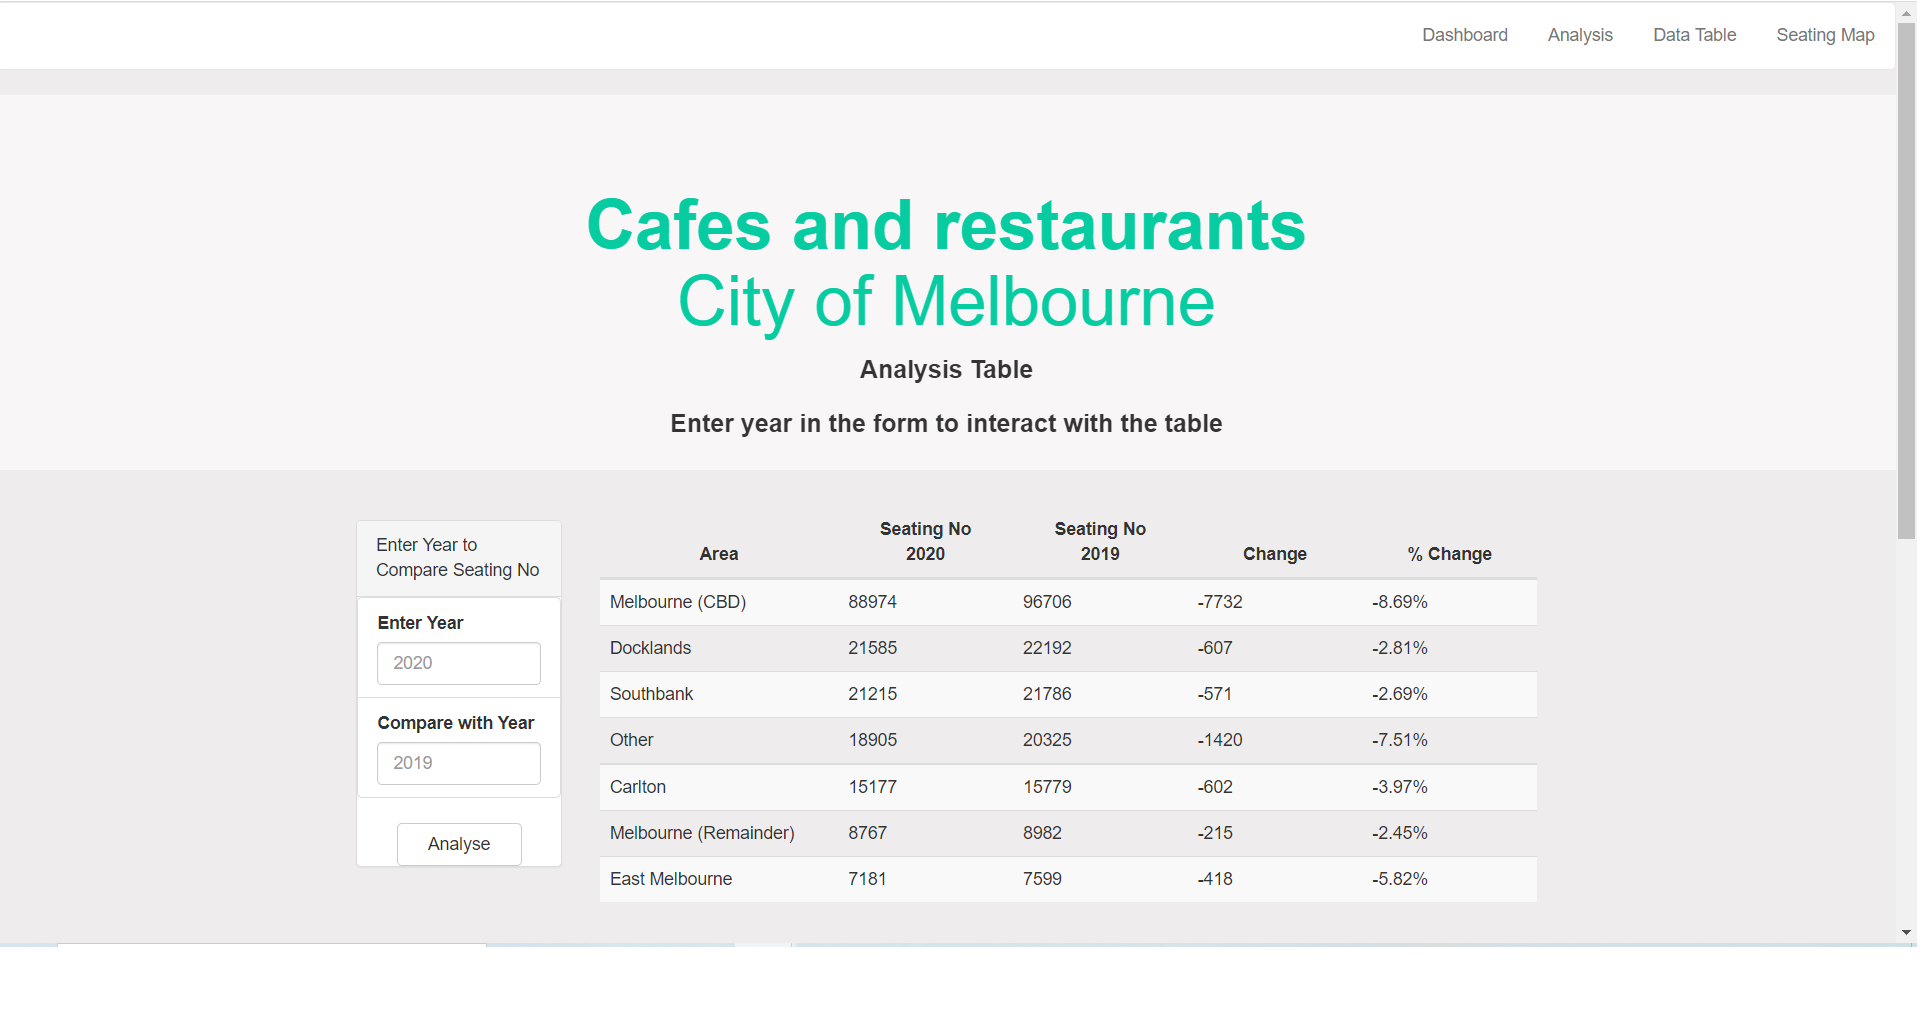 Dashboard Analysis Data Table Seating Map
Cafes and restaurants
City of Melbourne
Analysis Table
Enter year in the form to interact with the table
Enter Year to
Compare Seating No
Enter Year
2020
Compare with Year
2019
Analyse
Seating No Seating No
Area 2020 2019 Change % Change
Melbourne (CBD) 88974 96706 -7732 -8.69%
Docklands 21585 22192 -607 -2.81%
Southbank 21215 21786 -571 -2.69%
Other 18905 20325 -1420 -7.51%
Carlton 15177 15779 -602 -3.97%
Melbourne (Remainder) 8767 8982 -215 -2.45%
East Melbourne 7181 7599 -418 -5.82%